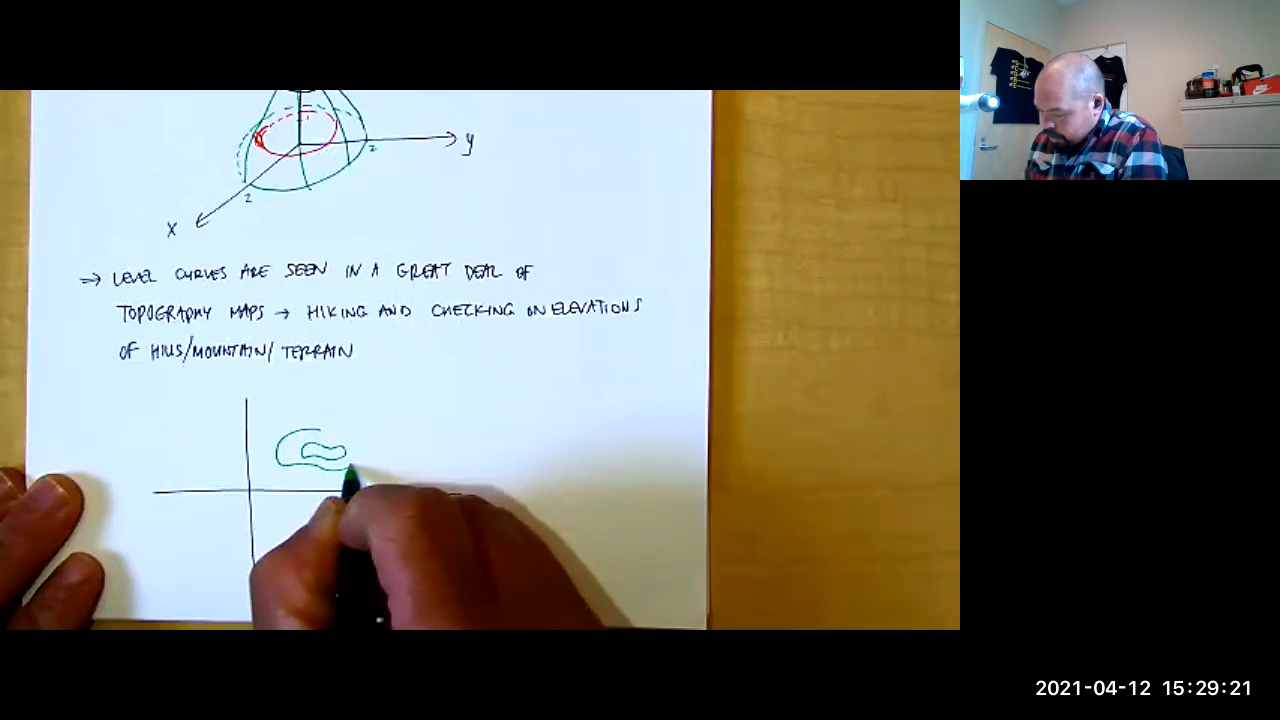 y
2
2
x
⇒ LEVEL CURVES ARE SEEN IN A GREAT DEAL OF
TOPOGRAPHY MAPS → HIKING AND CHECKING ON ELEVATIONS
OF HILLS/MOUNTAIN/TERRAIN
2021-04-12 15:29:21